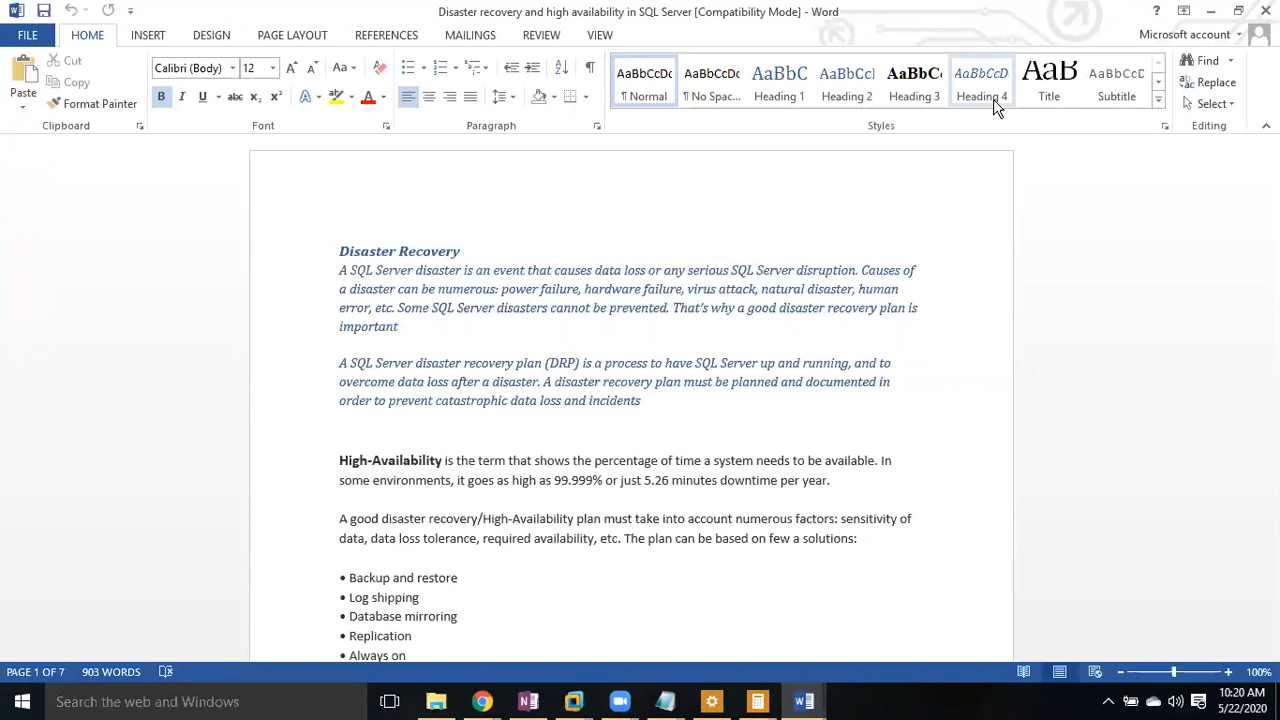 Disaster recovery and high availability in SQL Server [Compatibility Mode] - Word
?
FILE HOME INSERT DESIGN PAGE LAYOUT REFERENCES MAILINGS REVIEW VIEW Microsoft account
Paste
Cut
Copy
Format Painter
Clipboard
Calibri (Body) 12 A A Aa
B I U abc x₂ x² A A
Font
Paragraph
AaBbCcDc AaBbCcDc AaBbC AaBbCcI AaBbC AaBbCcD AaB AaBbCcD
¶ Normal ¶ No Spac... Heading 1 Heading 2 Heading 3 Heading 4 Title Subtitle
Styles
Find
Replace
Select
Editing
Disaster Recovery
A SQL Server disaster is an event that causes data loss or any serious SQL Server disruption. Causes of
a disaster can be numerous: power failure, hardware failure, virus attack, natural disaster, human
error, etc. Some SQL Server disasters cannot be prevented. That's why a good disaster recovery plan is
important
A SQL Server disaster recovery plan (DRP) is a process to have SQL Server up and running, and to
overcome data loss after a disaster. A disaster recovery plan must be planned and documented in
order to prevent catastrophic data loss and incidents
High-Availability is the term that shows the percentage of time a system needs to be available. In
some environments, it goes as high as 99.999% or just 5.26 minutes downtime per year.
A good disaster recovery/High-Availability plan must take into account numerous factors: sensitivity of
data, data loss tolerance, required availability, etc. The plan can be based on few a solutions:
• Backup and restore
• Log shipping
• Database mirroring
• Replication
• Always on
PAGE 1 OF 7 903 WORDS 100%
Search the web and Windows
10:20 AM
5/22/2020